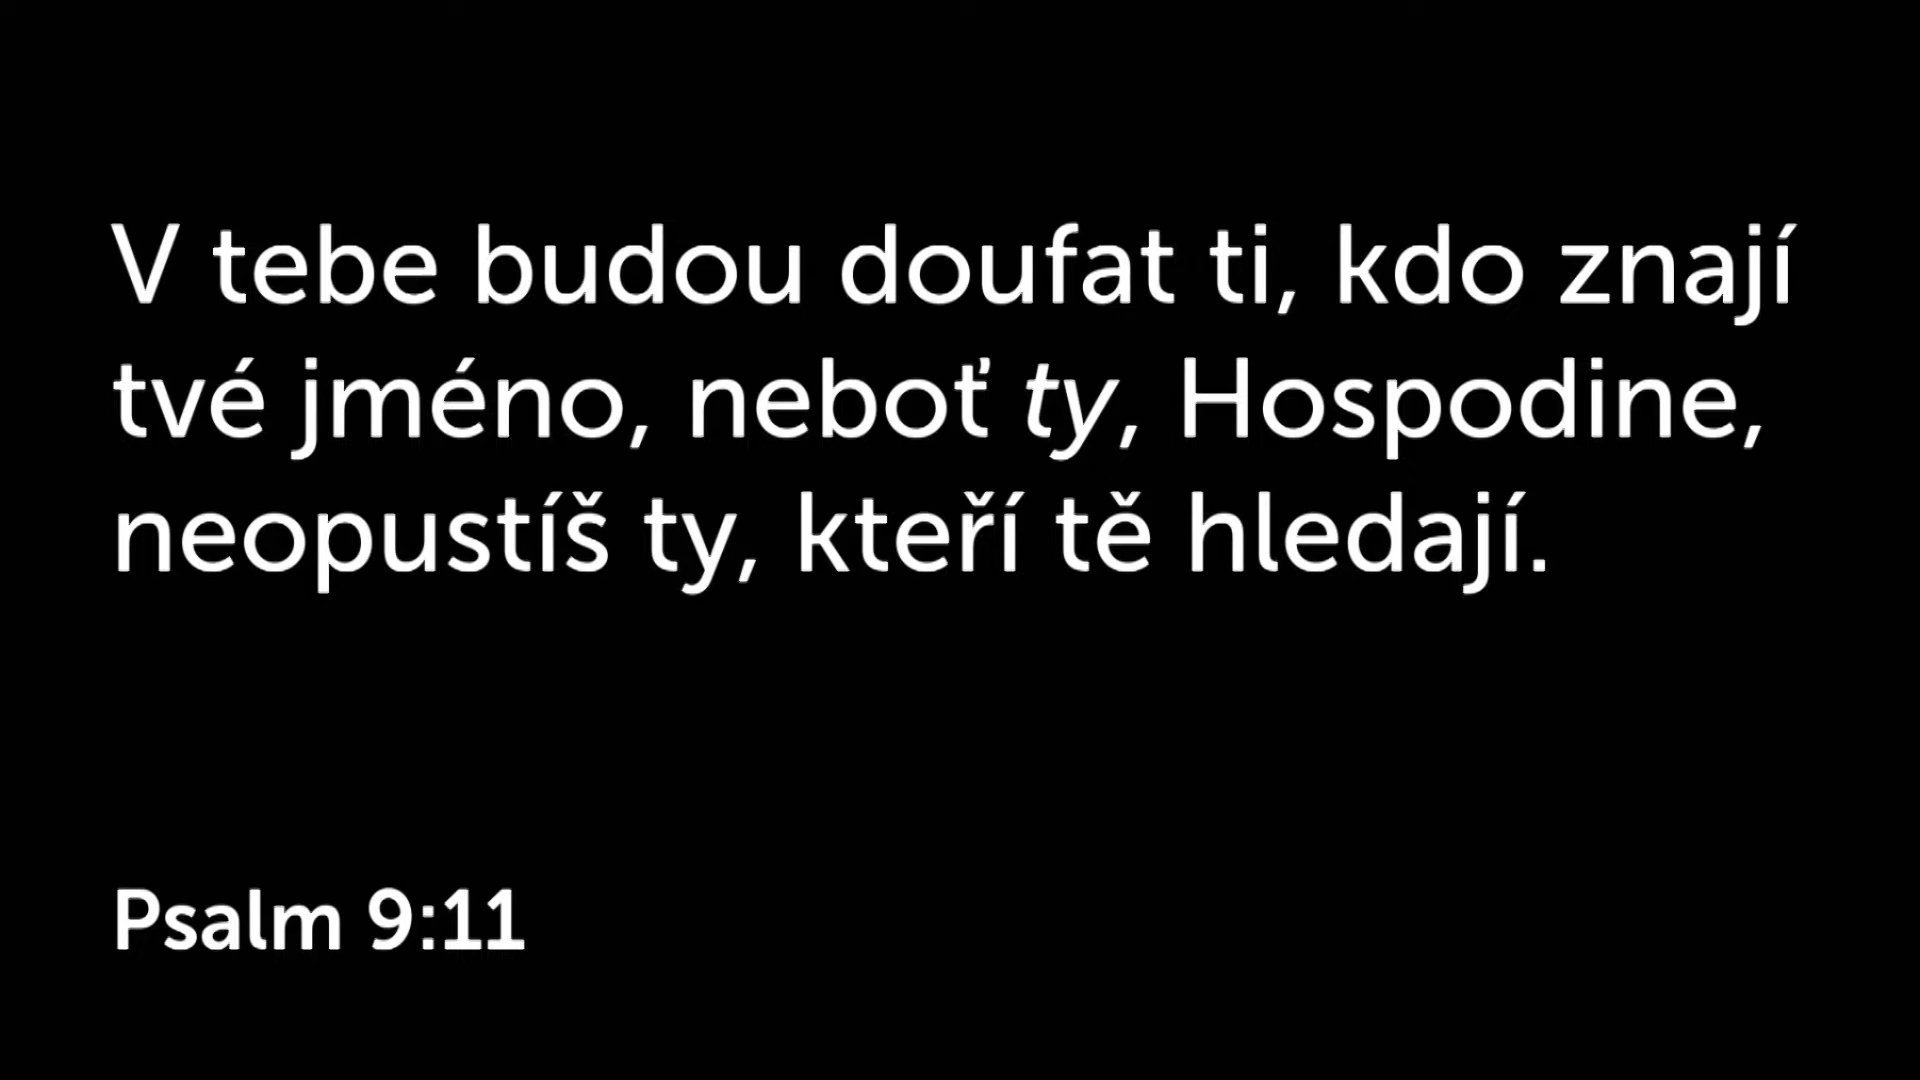 V tebe budou doufat ti, kdo znají
tvé jméno, neboť ty, Hospodine,
neopustíš ty, kteří tě hledají.
Psalm 9:11